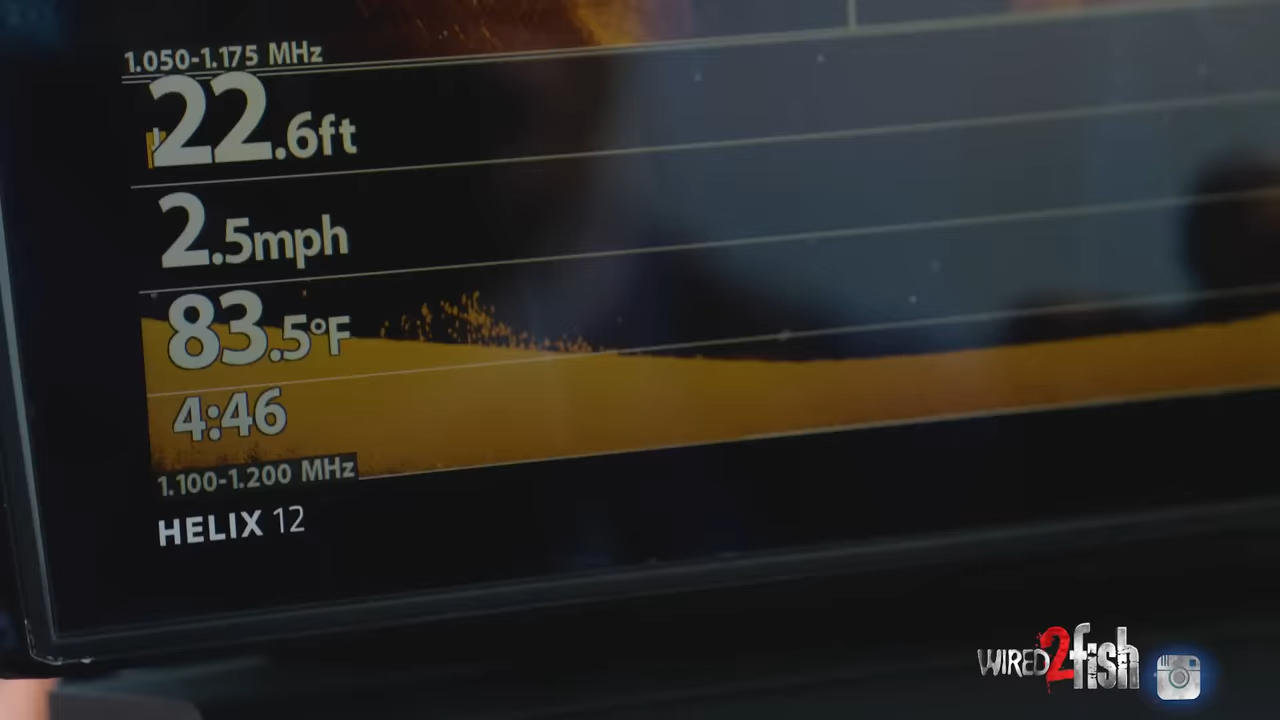 1.050-1.175 MHz
22.6ft
2.5mph
83.5°F
4:46
1.100-1.200 MHz
HELIX 12
WIRED2fish